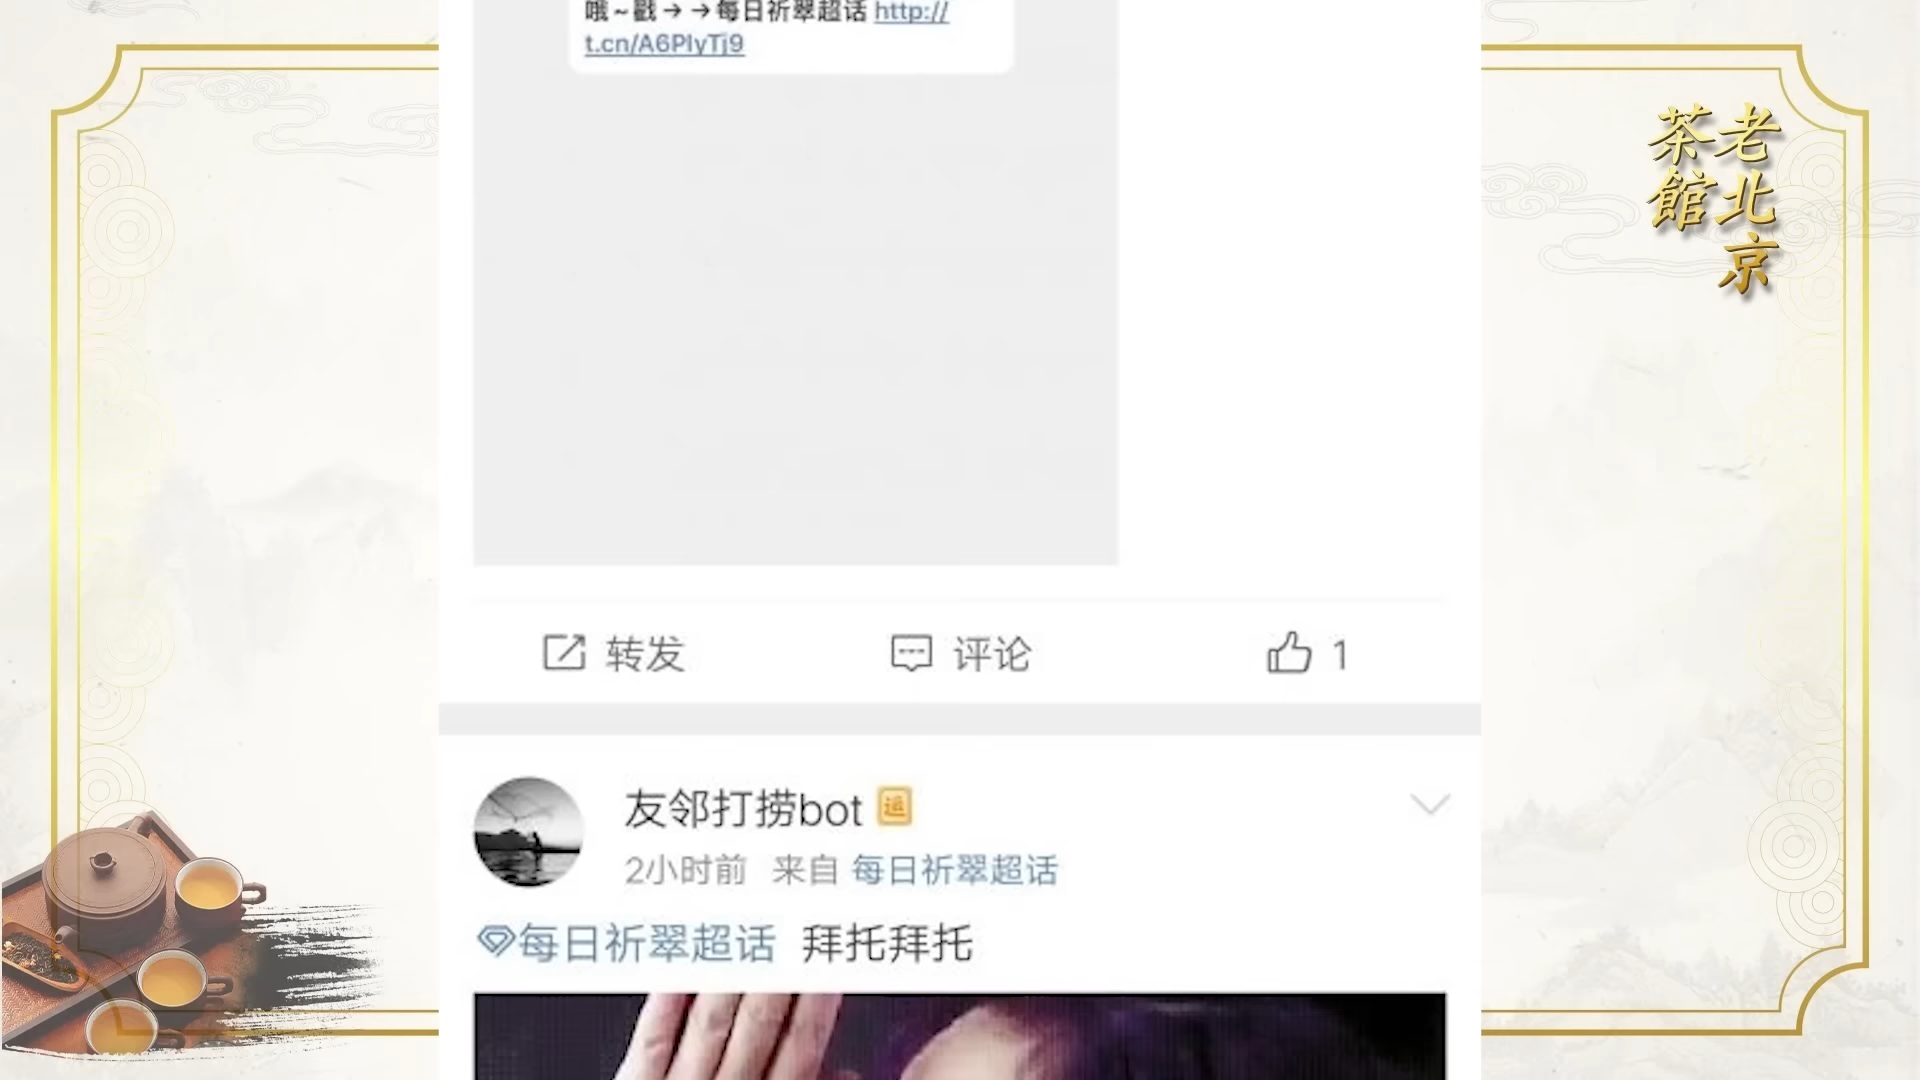 哦~戳→→每日祈翠超话 http://
t.cn/A6PIyTj9
老北京
茶館
转发
评论
1
友邻打捞bot
2小时前 来自 每日祈翠超话
每日祈翠超话 拜托拜托